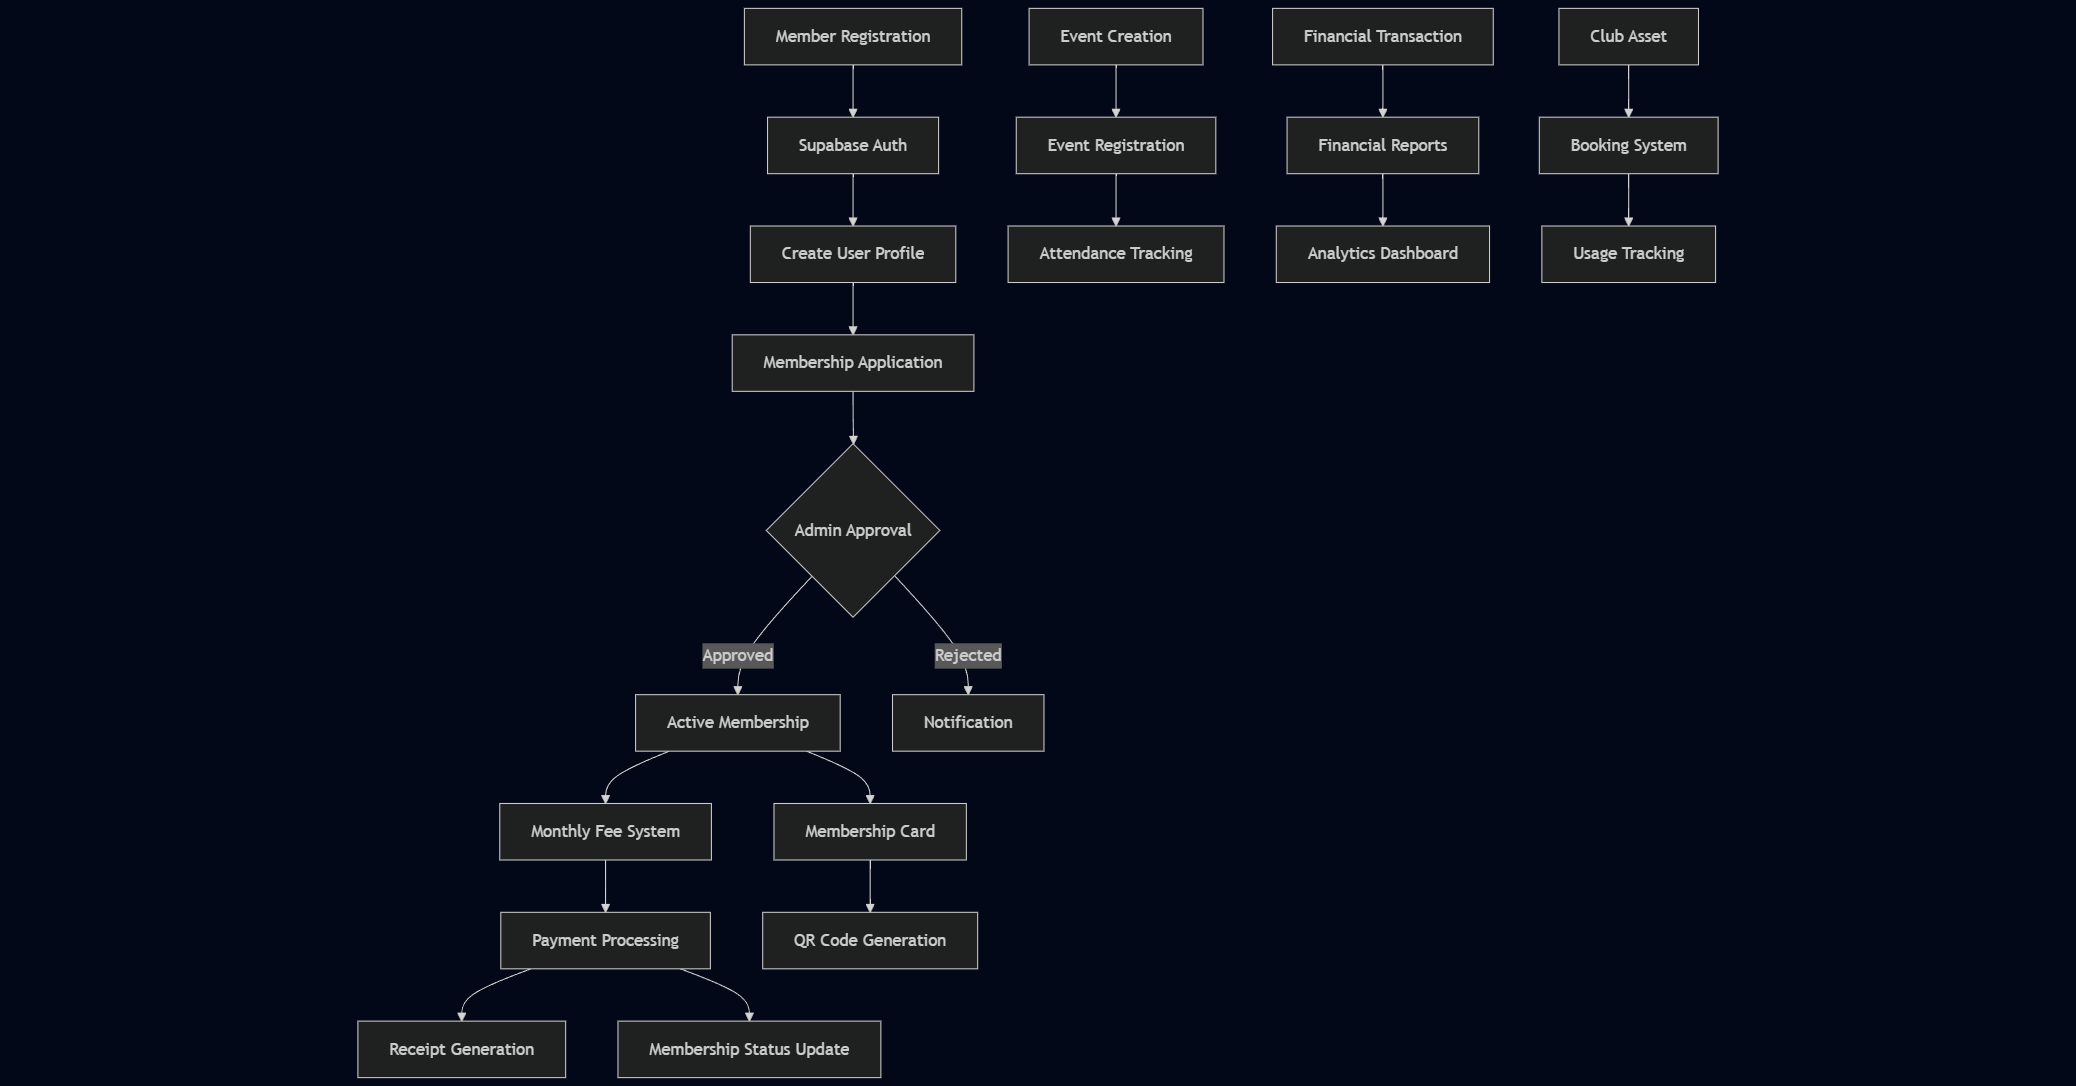 Member Registration
Event Creation
Financial Transaction
Club Asset
Supabase Auth
Event Registration
Financial Reports
Booking System
Create User Profile
Attendance Tracking
Analytics Dashboard
Usage Tracking
Membership Application
Admin Approval
Approved
Rejected
Active Membership
Notification
Monthly Fee System
Membership Card
Payment Processing
QR Code Generation
Receipt Generation
Membership Status Update